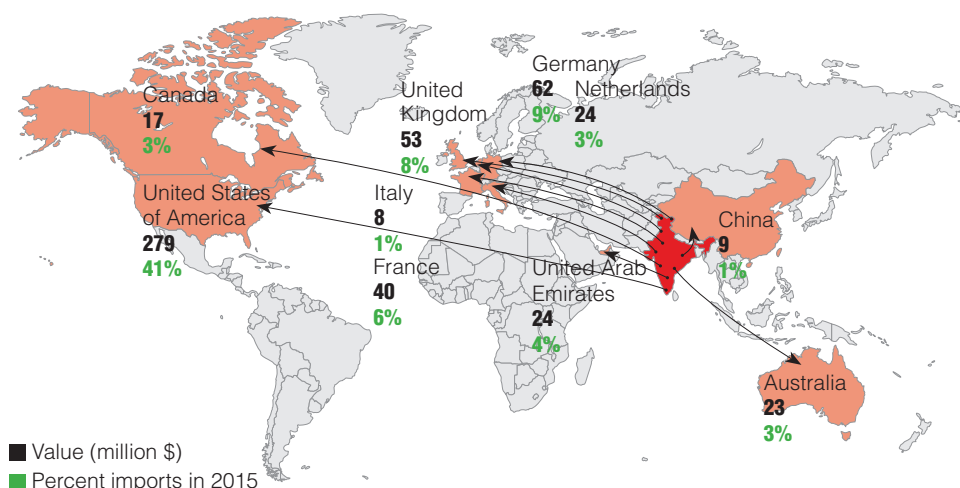 Canada
17
3%
United States
of America
279
41%
United
Kingdom
53
8%
Italy
8
1%
France
40
6%
Germany
62
9%
Netherlands
24
3%
United Arab
Emirates
24
4%
China
9
1%
Australia
23
3%
Value (million $)
Percent imports in 2015